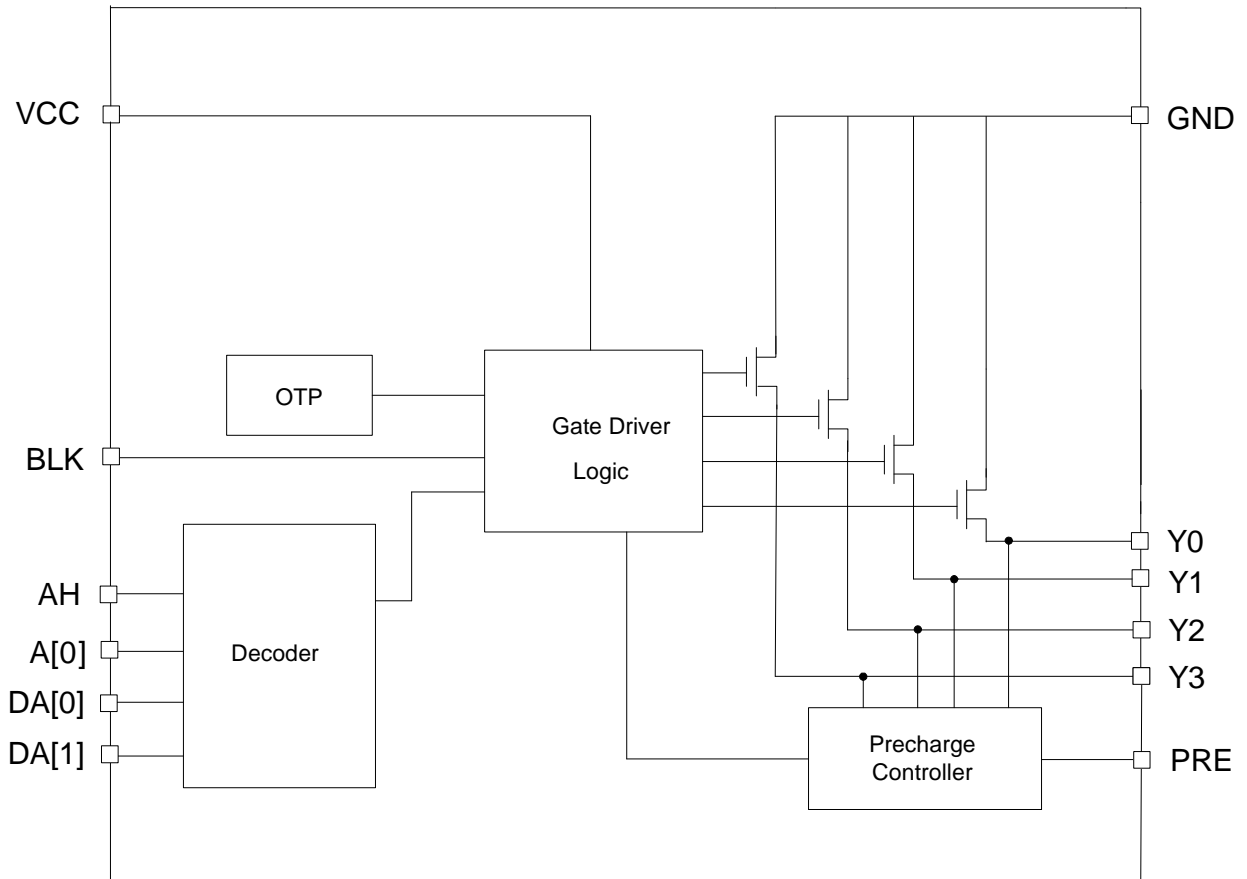 VCC
GND
OTP
Gate Driver
Logic
BLK
Y0
AH
Y1
A[0]
Decoder
Y2
DA[0]
Y3
DA[1]
Precharge
Controller
PRE